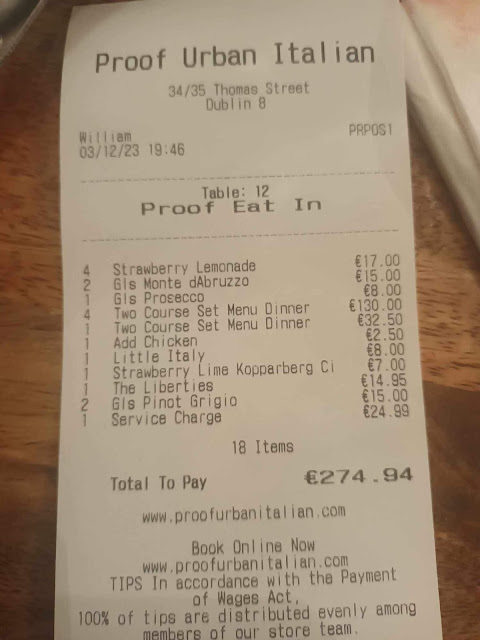 Proof Urban Italian
34/35 Thomas Street
Dublin 8
William PRPOS1
03/12/23 19:46
Table: 12
Proof Eat In
4 Strawberry Lemonade €17.00
2 Gls Monte dAbruzzo €15.00
1 Gls Prosecco €8.00
4 Two Course Set Menu Dinner €130.00
1 Two Course Set Menu Dinner €32.50
1 Add Chicken €2.50
1 Little Italy €8.00
1 Strawberry Lime Kopparberg Ci €7.00
1 The Liberties €14.95
2 Gls Pinot Grigio €15.00
1 Service Charge €24.99
18 Items
Total To Pay €274.94
www.proofurbanitalian.com
Book Online Now
www.proofurbanitalian.com
TIPS In accordance with the Payment
of Wages Act,
100% of tips are distributed evenly among
members of our store team.